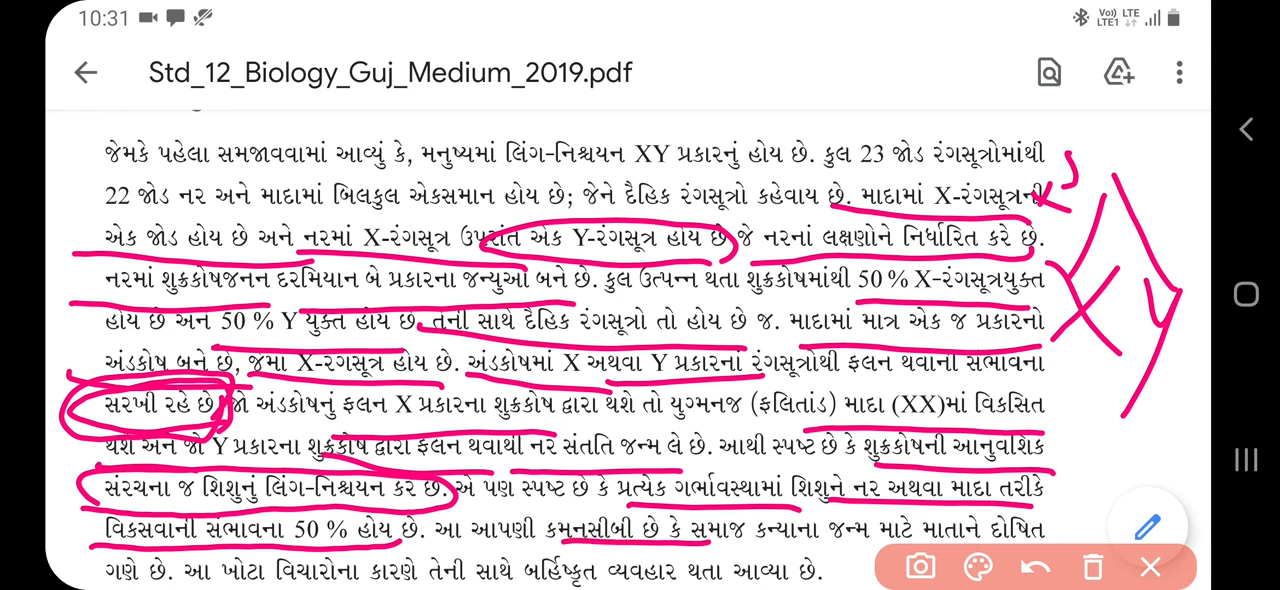 10:31
Vo)) LTE
LTE1
Std_12_Biology_Guj_Medium_2019.pdf
જેમકે પહેલા સમજાવવામાં આવ્યું કે, મનુષ્યમાં લિંગ-નિશ્ચયન XY પ્રકારનું હોય છે. કુલ 23 જોડ રંગસૂત્રોમાંથી
22 જોડ નર અને માદામાં બિલકુલ એકસમાન હોય છે; જેને દૈહિક રંગસૂત્રો કહેવાય છે. માદામાં X-રંગસૂત્રની
એક જોડ હોય છે અને નરમાં X-રંગસૂત્ર ઉપરાંત એક Y-રંગસૂત્ર હોય છે જે નરનાં લક્ષણોને નિર્ધારિત કરે છે.
નરમાં શુક્રકોષજનન દરમિયાન બે પ્રકારના જન્યુઓ બને છે. કુલ ઉત્પન્ન થતા શુક્રકોષમાંથી 50 % X-રંગસૂત્રયુક્ત
હોય છે અને 50 % Y યુક્ત હોય છે. તેની સાથે દૈહિક રંગસૂત્રો તો હોય છે જ. માદામાં માત્ર એક જ પ્રકારનો
અંડકોષ બને છે, જેમાં X-રંગસૂત્ર હોય છે. અંડકોષમાં X અથવા Y પ્રકારનાં રંગસૂત્રોથી ફલન થવાની સંભાવના
સરખી રહે છે. જો અંડકોષનું ફલન X પ્રકારના શુક્રકોષ દ્વારા થશે તો યુગ્મનજ (ફલિતાંડ) માદા (XX)માં વિકસિત
થશે અને જો Y પ્રકારના શુક્રકોષ દ્વારા ફલન થવાથી નર સંતતિ જન્મ લે છે. આથી સ્પષ્ટ છે કે શુક્રકોષની આનુવંશિક
સંરચના જ શિશુનું લિંગ-નિશ્ચયન કરે છે. એ પણ સ્પષ્ટ છે કે પ્રત્યેક ગર્ભાવસ્થામાં શિશુને નર અથવા માદા તરીકે
વિકસવાની સંભાવના 50 % હોય છે. આ આપણી કમનસીબી છે કે સમાજ કન્યાના જન્મ માટે માતાને દોષિત
ગણે છે. આ ખોટા વિચારોના કારણે તેની સાથે બર્હિષ્કૃત વ્યવહાર થતા આવ્યા છે.